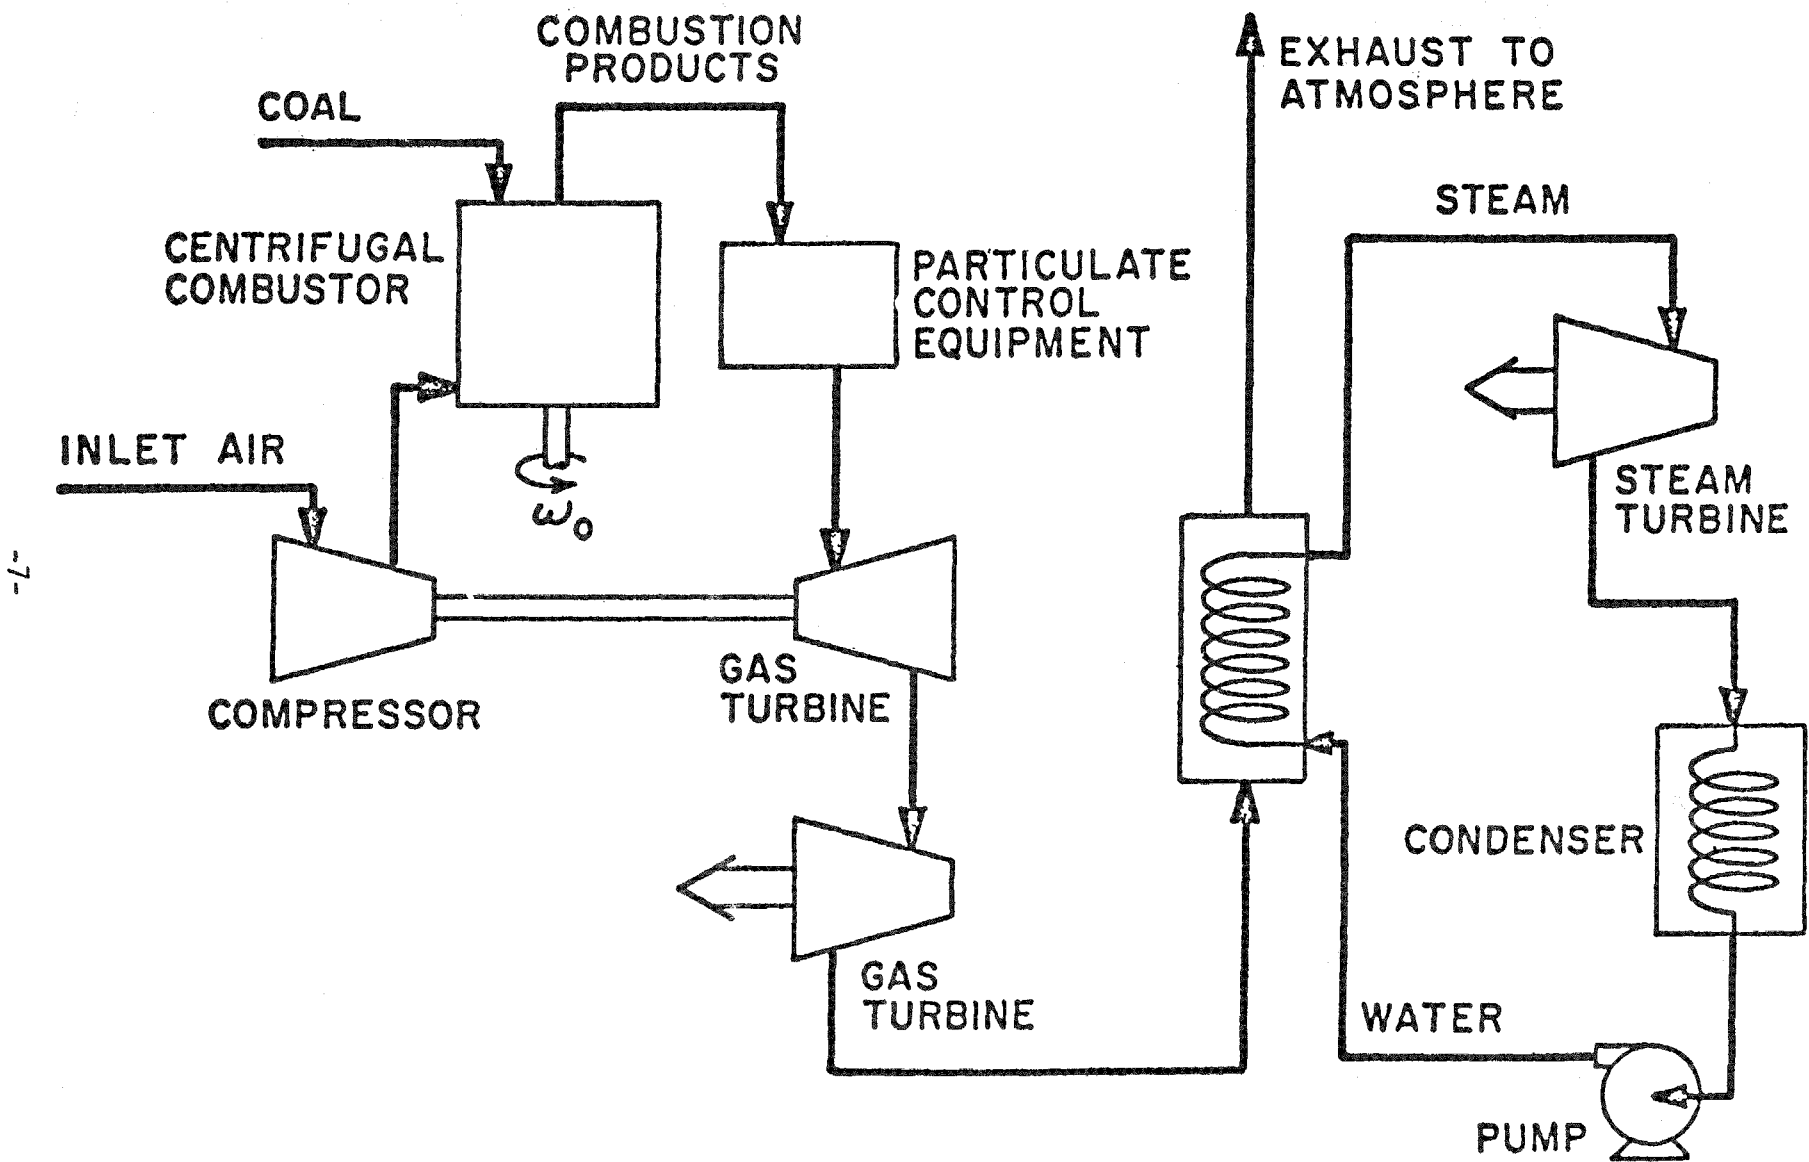 COMBUSTION
PRODUCTS
COAL
CENTRIFUGAL
COMBUSTOR
PARTICULATE
CONTROL
EQUIPMENT
INLET AIR
ω₀
COMPRESSOR
GAS
TURBINE
GAS
TURBINE
EXHAUST TO
ATMOSPHERE
STEAM
STEAM
TURBINE
CONDENSER
WATER
PUMP
-7-